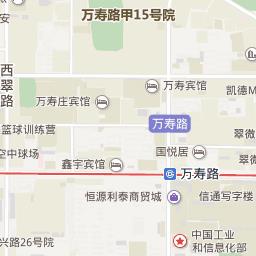 万寿路甲15号院
安
西翠路
万寿宾馆
凯德M
万寿庄宾馆
万寿路
篮球训练营
翠微
空中球场
国悦居
翠微
鑫宇宾馆
万寿路
恒源利泰商贸城
信通写字楼
兴路26号院
中国工业
和信息化部